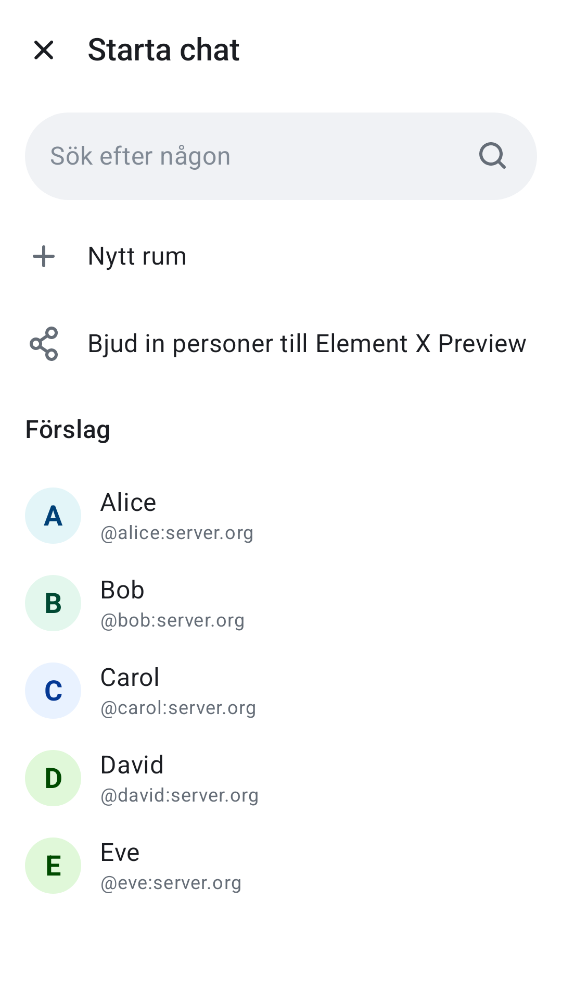 Starta chat
Sök efter någon
Nytt rum
Bjud in personer till Element X Preview
Förslag
A
Alice
@alice:server.org
B
Bob
@bob:server.org
C
Carol
@carol:server.org
D
David
@david:server.org
E
Eve
@eve:server.org